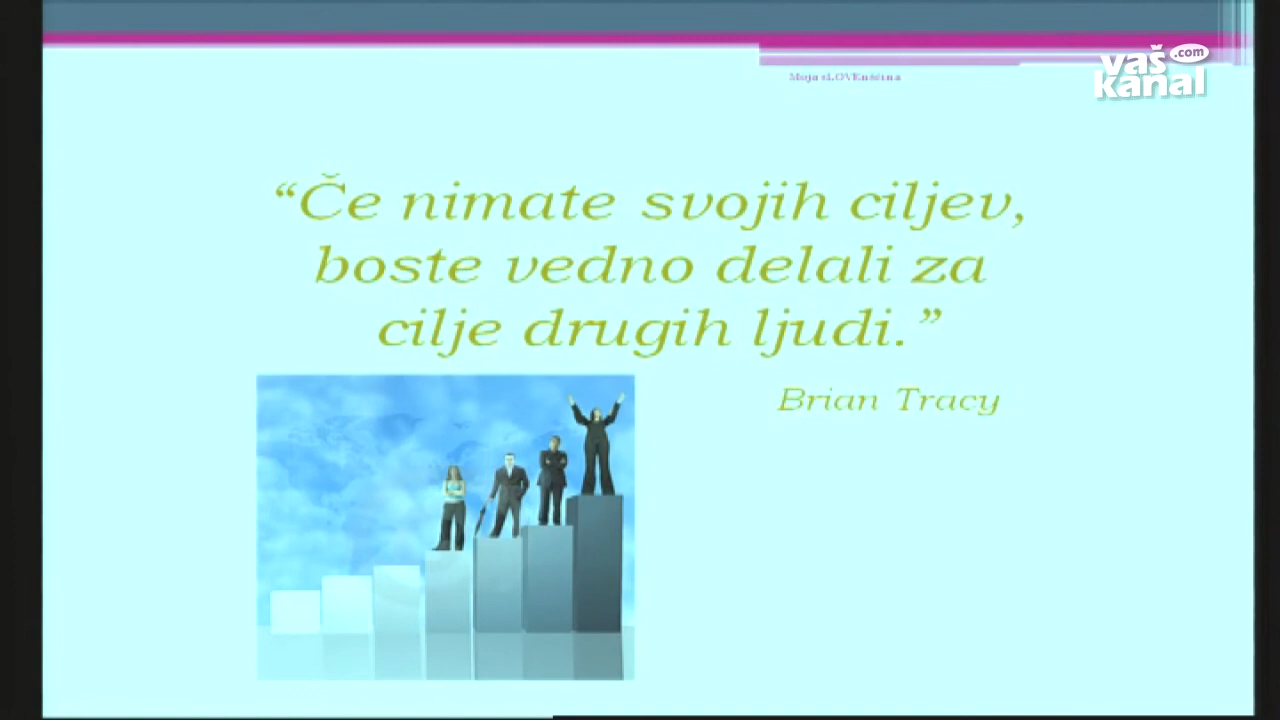 vaš .com
kanal
Moja sLOVEnščina
“Če nimate svojih ciljev,
boste vedno delali za
cilje drugih ljudi.”
Brian Tracy